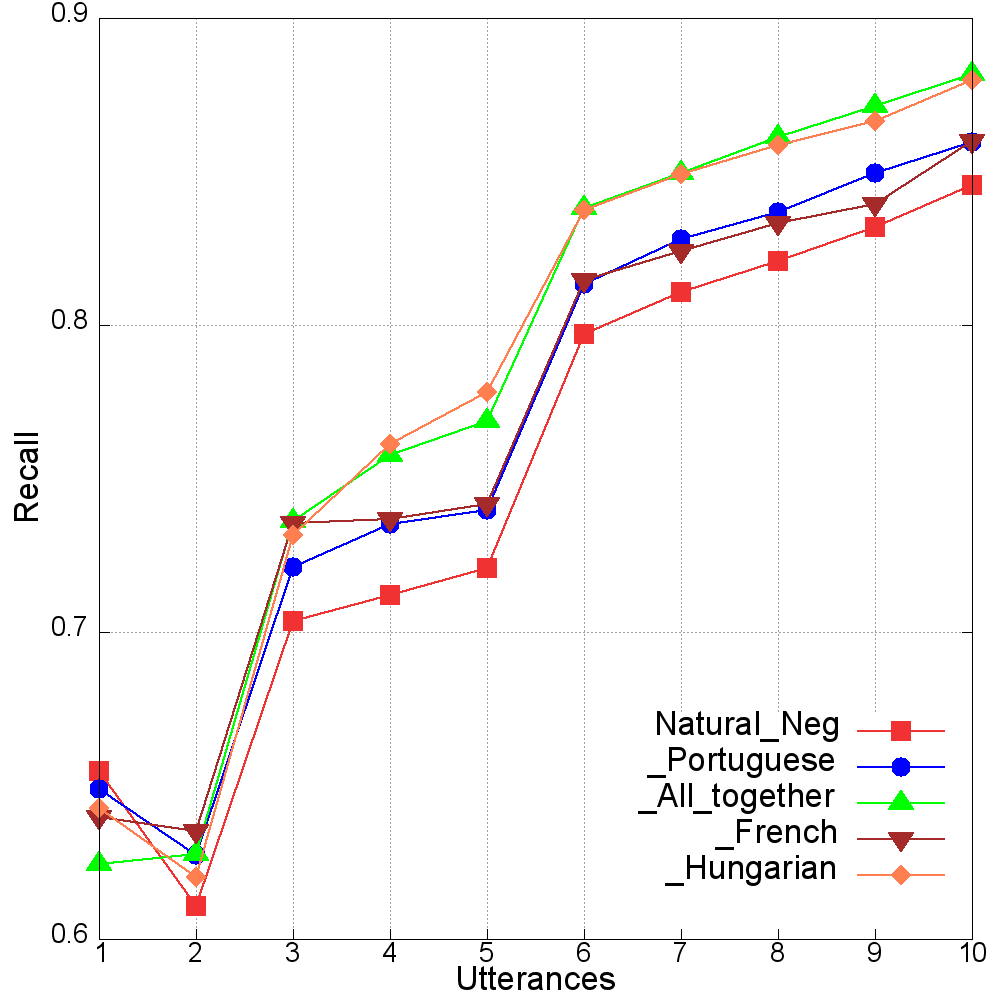 0.9
0.8
0.7
0.6
Recall
1 2 3 4 5 6 7 8 9 10
Utterances
Natural_Neg
_Portuguese
_All_together
_French
_Hungarian